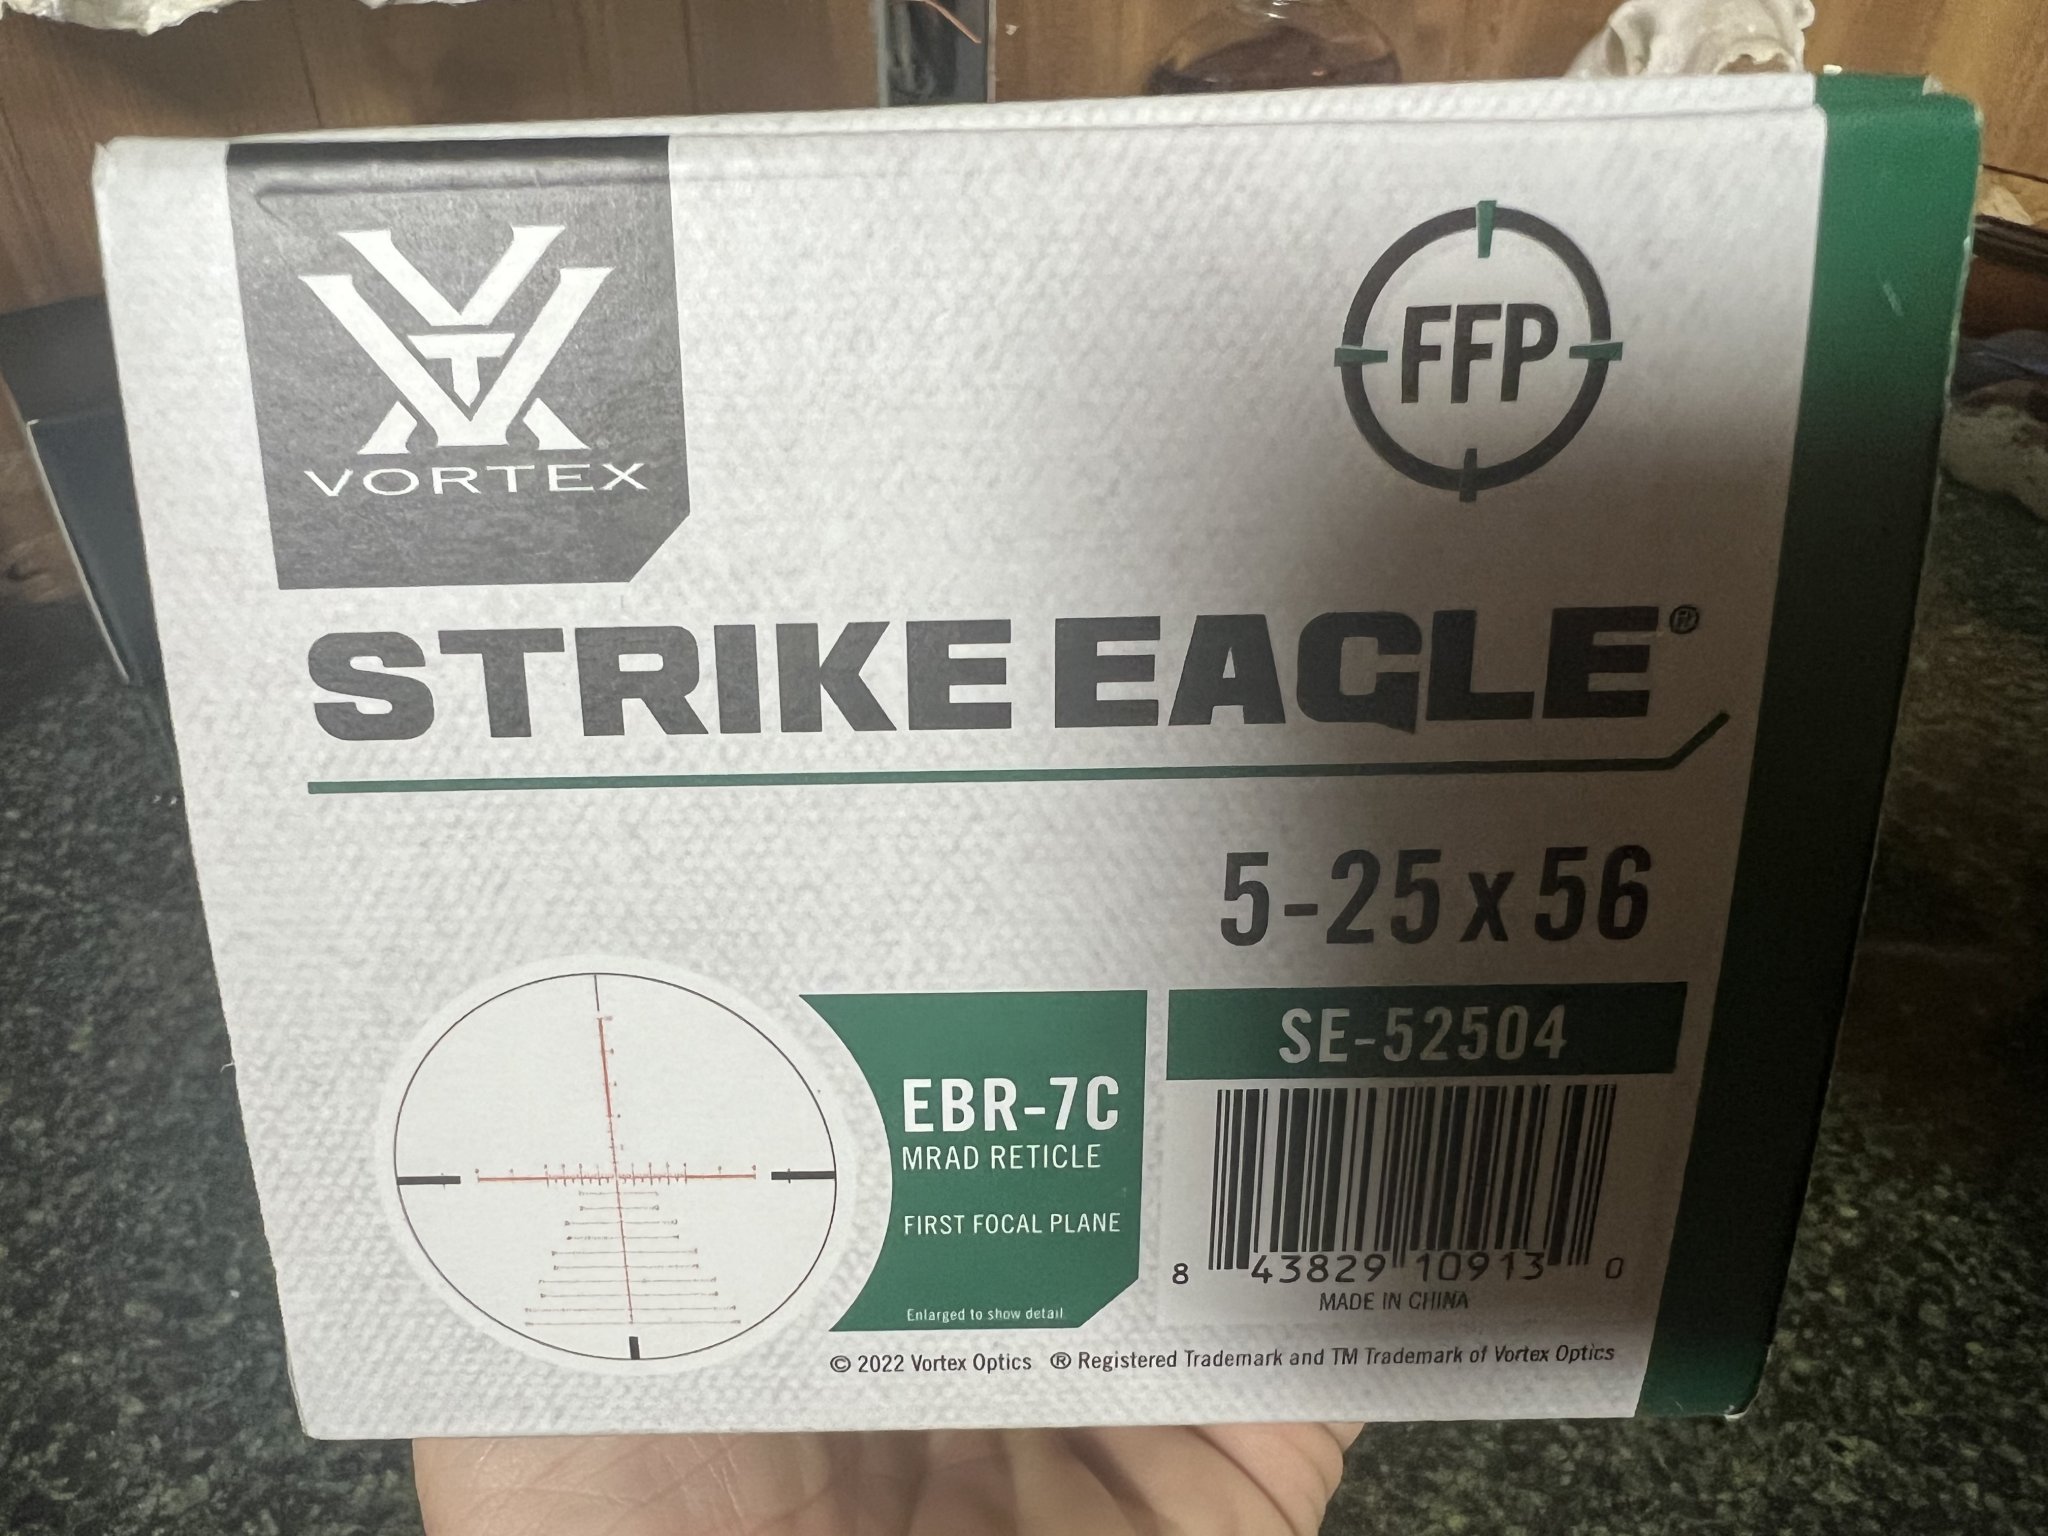 VORTEX
FFP
STRIKE EAGLE®
5-25x56
SE-52504
EBR-7C
MRAD RETICLE
FIRST FOCAL PLANE
Enlarged to show detail
8 43829 10913 0
MADE IN CHINA
© 2022 Vortex Optics ® Registered Trademark and TM Trademark of Vortex Optics